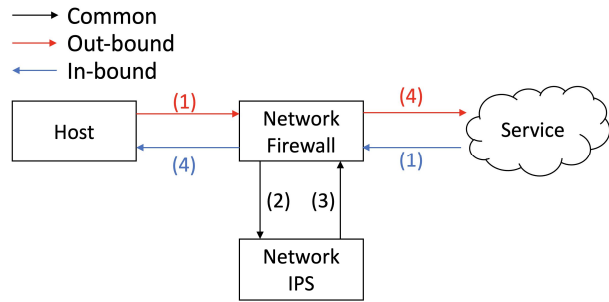 Common
Out-bound
In-bound
(1)
(4)
Host
Network
Firewall
Service
(4)
(1)
(2)
(3)
Network
IPS